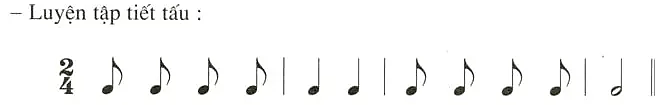 – Luyện tập tiết tấu :
2
4